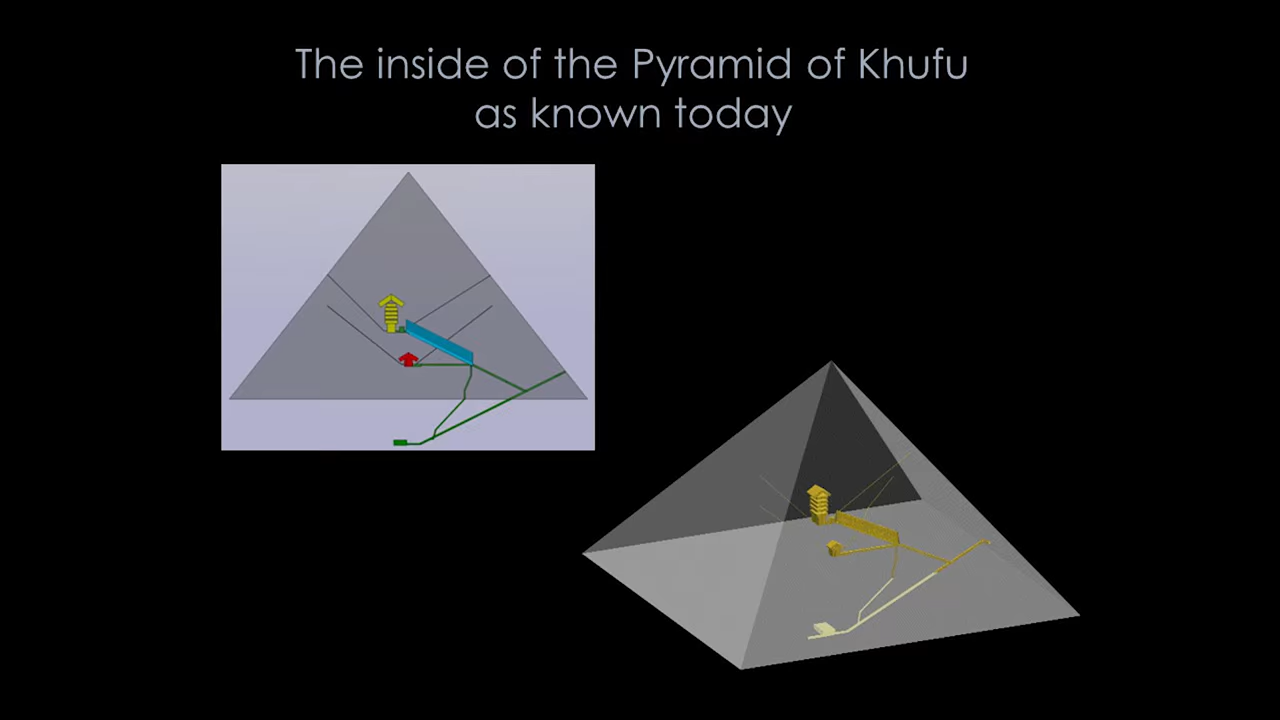 The inside of the Pyramid of Khufu
as known today